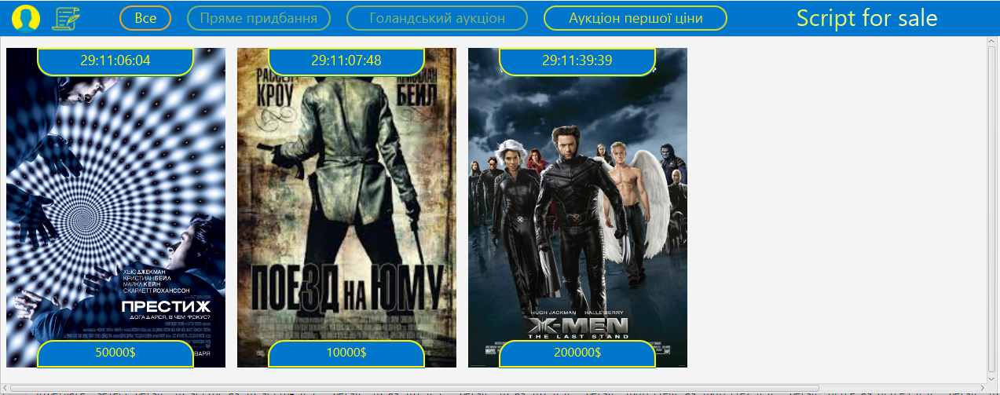 Все
Пряме придбання
Голандський аукціон
Аукціон першої ціни
Script for sale
29:11:06:04
29:11:07:48
29:11:39:39
РАССЕЛ
КРОУ
КРИСТИАН
БЕЙЛ
ХЬЮ ДЖЕКМАН
КРИСТИАН БЕЙЛ
МАЙКЛ КЕЙН
СКАРЛЕТТ ЙОХАНССОН
ПРЕСТИЖ
ДОГАДАЙСЯ, В ЧЕМ ФОКУС?
ПОЕЗД НА ЮМУ
HUGH JACKMAN HALLE BERRY
X-MEN
THE LAST STAND
50000$
10000$
200000$